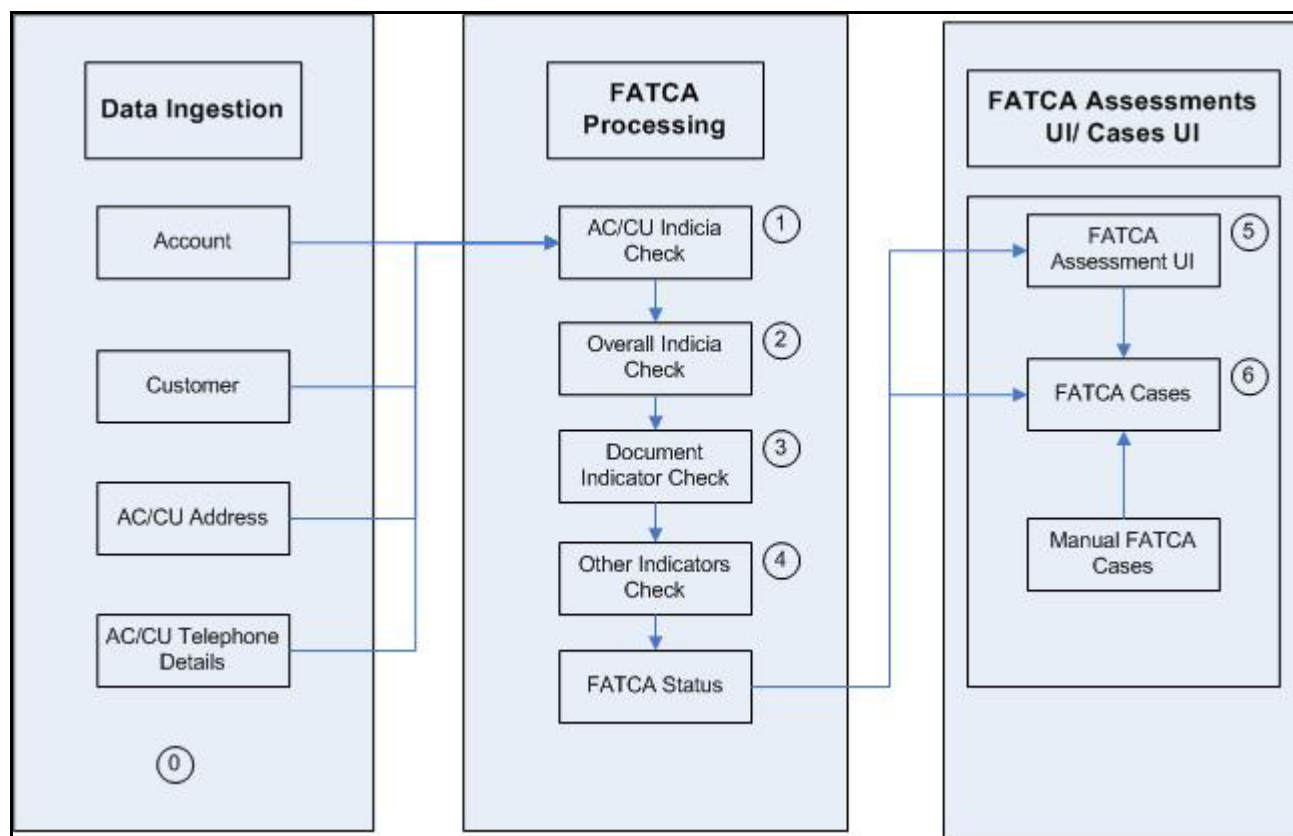 Data Ingestion
Account
Customer
AC/CU Address
AC/CU Telephone
Details
0
FATCA
Processing
AC/CU Indicia
Check
1
Overall Indicia
Check
2
Document
Indicator Check
3
Other Indicators
Check
4
FATCA Status
FATCA Assessments
UI/ Cases UI
FATCA
Assessment UI
5
FATCA Cases
6
Manual FATCA
Cases